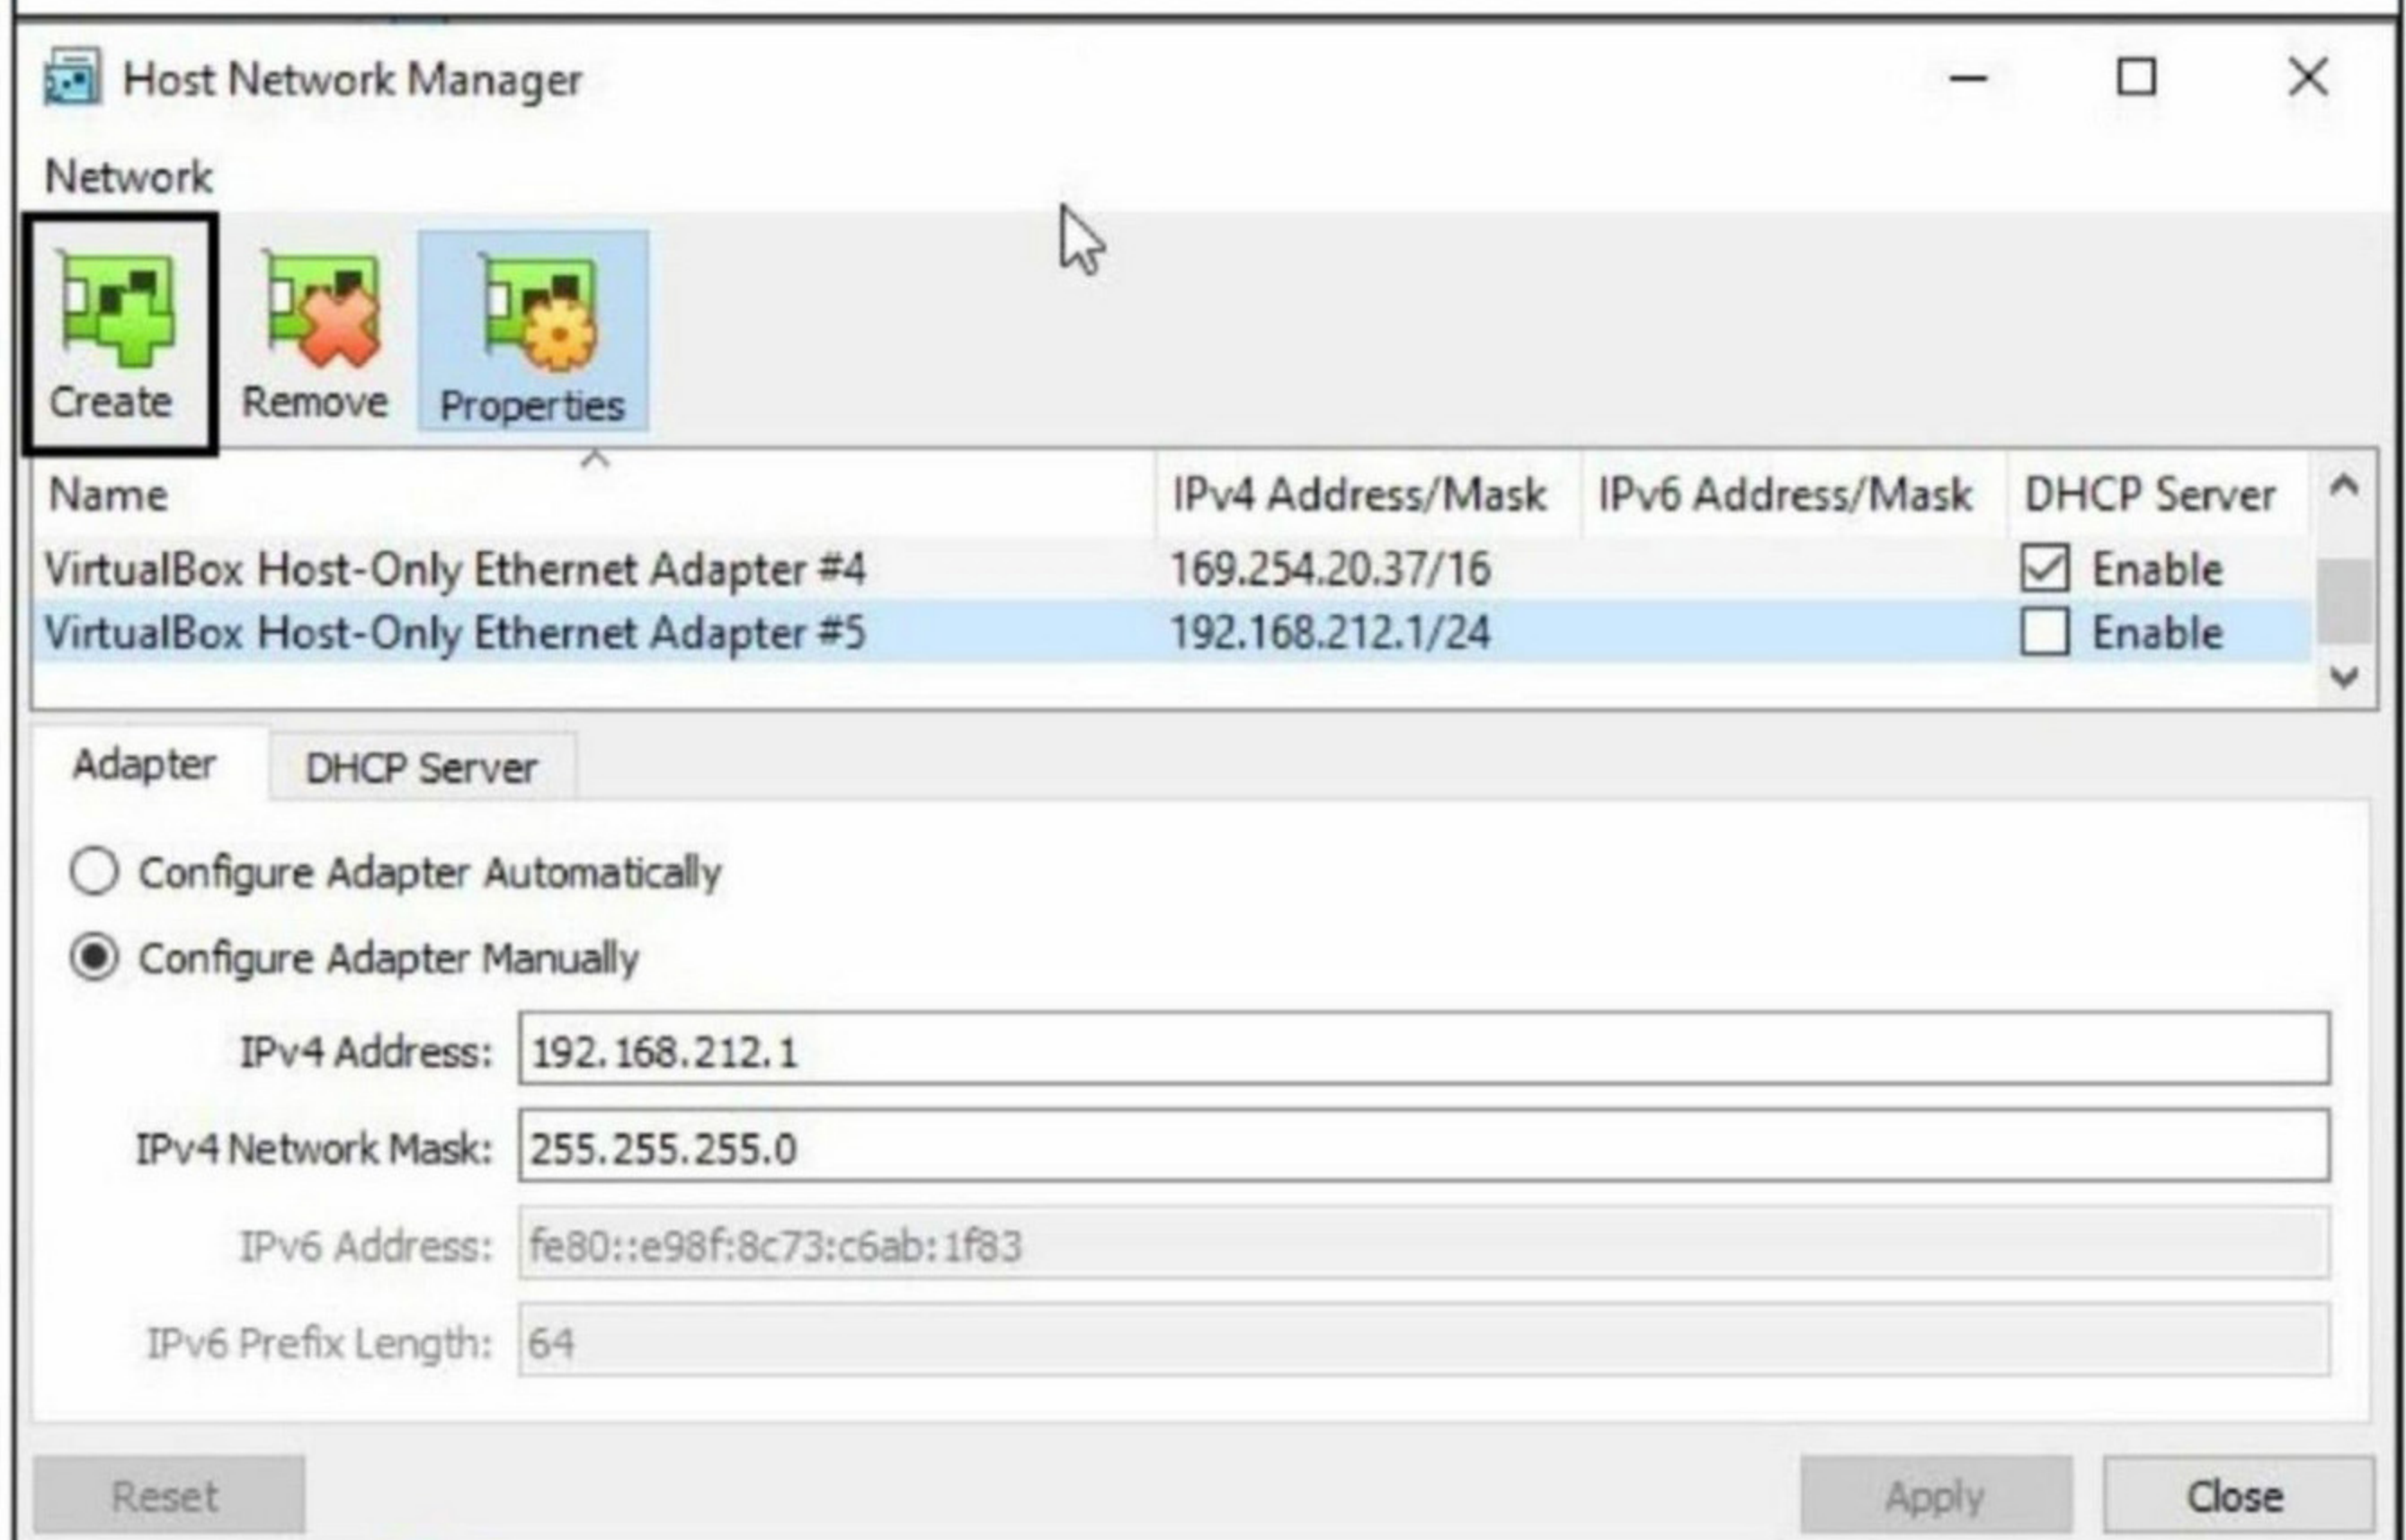 Host Network Manager
Network
Create Remove Properties
Name IPv4 Address/Mask IPv6 Address/Mask DHCP Server
VirtualBox Host-Only Ethernet Adapter #4 169.254.20.37/16 Enable
VirtualBox Host-Only Ethernet Adapter #5 192.168.212.1/24 Enable
Adapter DHCP Server
Configure Adapter Automatically
Configure Adapter Manually
IPv4 Address: 192.168.212.1
IPv4 Network Mask: 255.255.255.0
IPv6 Address: fe80::e98f:8c73:c6ab:1f83
IPv6 Prefix Length: 64
Reset Apply Close